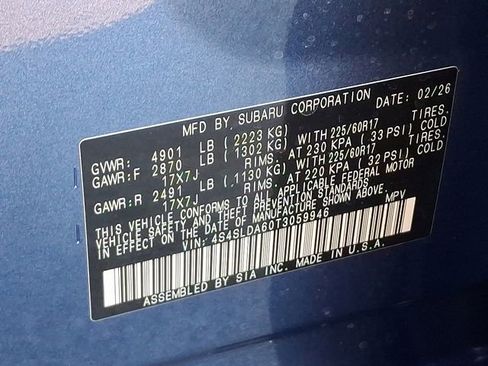 MFD BY SUBARU CORPORATION DATE: 02/26
GVWR: 4901 LB (2223 KG)
GAWR:F 2870 LB (1302 KG) WITH 225/60R17 TIRES.
17X7J RIMS. AT 230 KPA (33 PSI) COLD
GAWR:R 2491 LB (1130 KG) WITH 225/60R17 TIRES.
17X7J RIMS. AT 220 KPA (32 PSI) COLD
THIS VEHICLE CONFORMS TO ALL APPLICABLE FEDERAL MOTOR
VEHICLE SAFETY AND THEFT PREVENTION STANDARDS
IN EFFECT ON THE DATE OF MANUFACTURE SHOWN ABOVE.
VIN: 4S4SLDA60T3059946 MPV
ASSEMBLED BY SIA INC. MADE IN U.S.A.